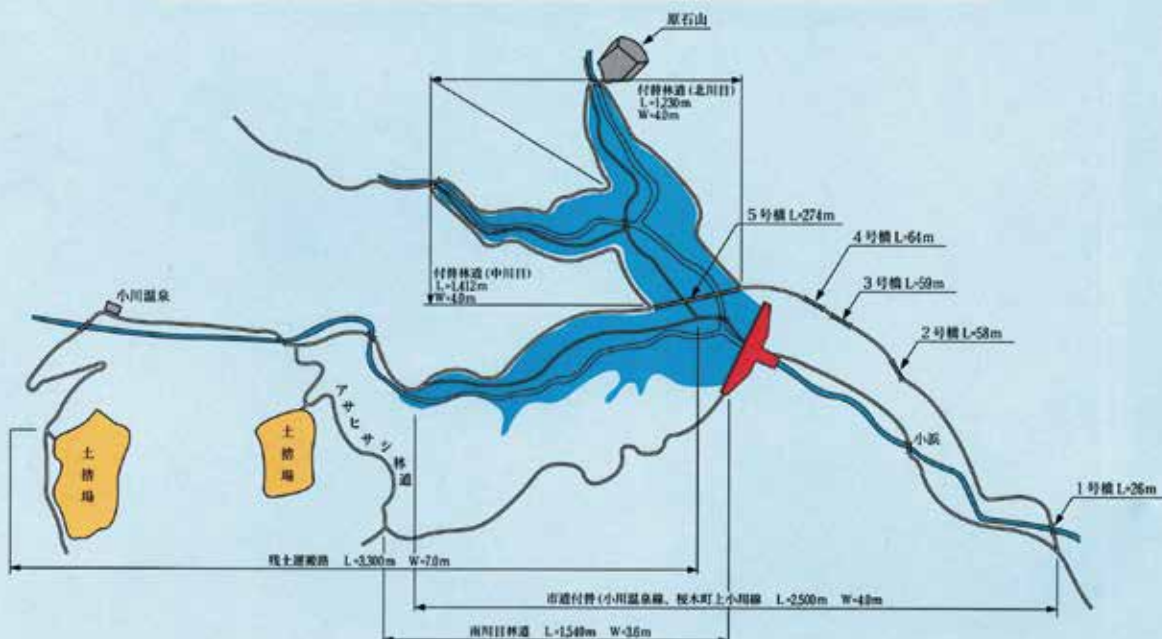 原石山
付替林道(北川目)
L=1,230m
W=4.0m
5号橋 L=274m
4号橋 L=64m
3号橋 L=59m
2号橋 L=58m
付替林道(中川目)
L=1,412m
W=4.0m
小川温泉
アサヒサシ林道
土捨場
土捨場
小浜
1号橋 L=26m
残土運搬路 L=3,300m W=7.0m
市道付替(小川温泉線、桜木町上小川線 L=2,500m W=4.0m
南川目林道 L=1,540m W=3.6m